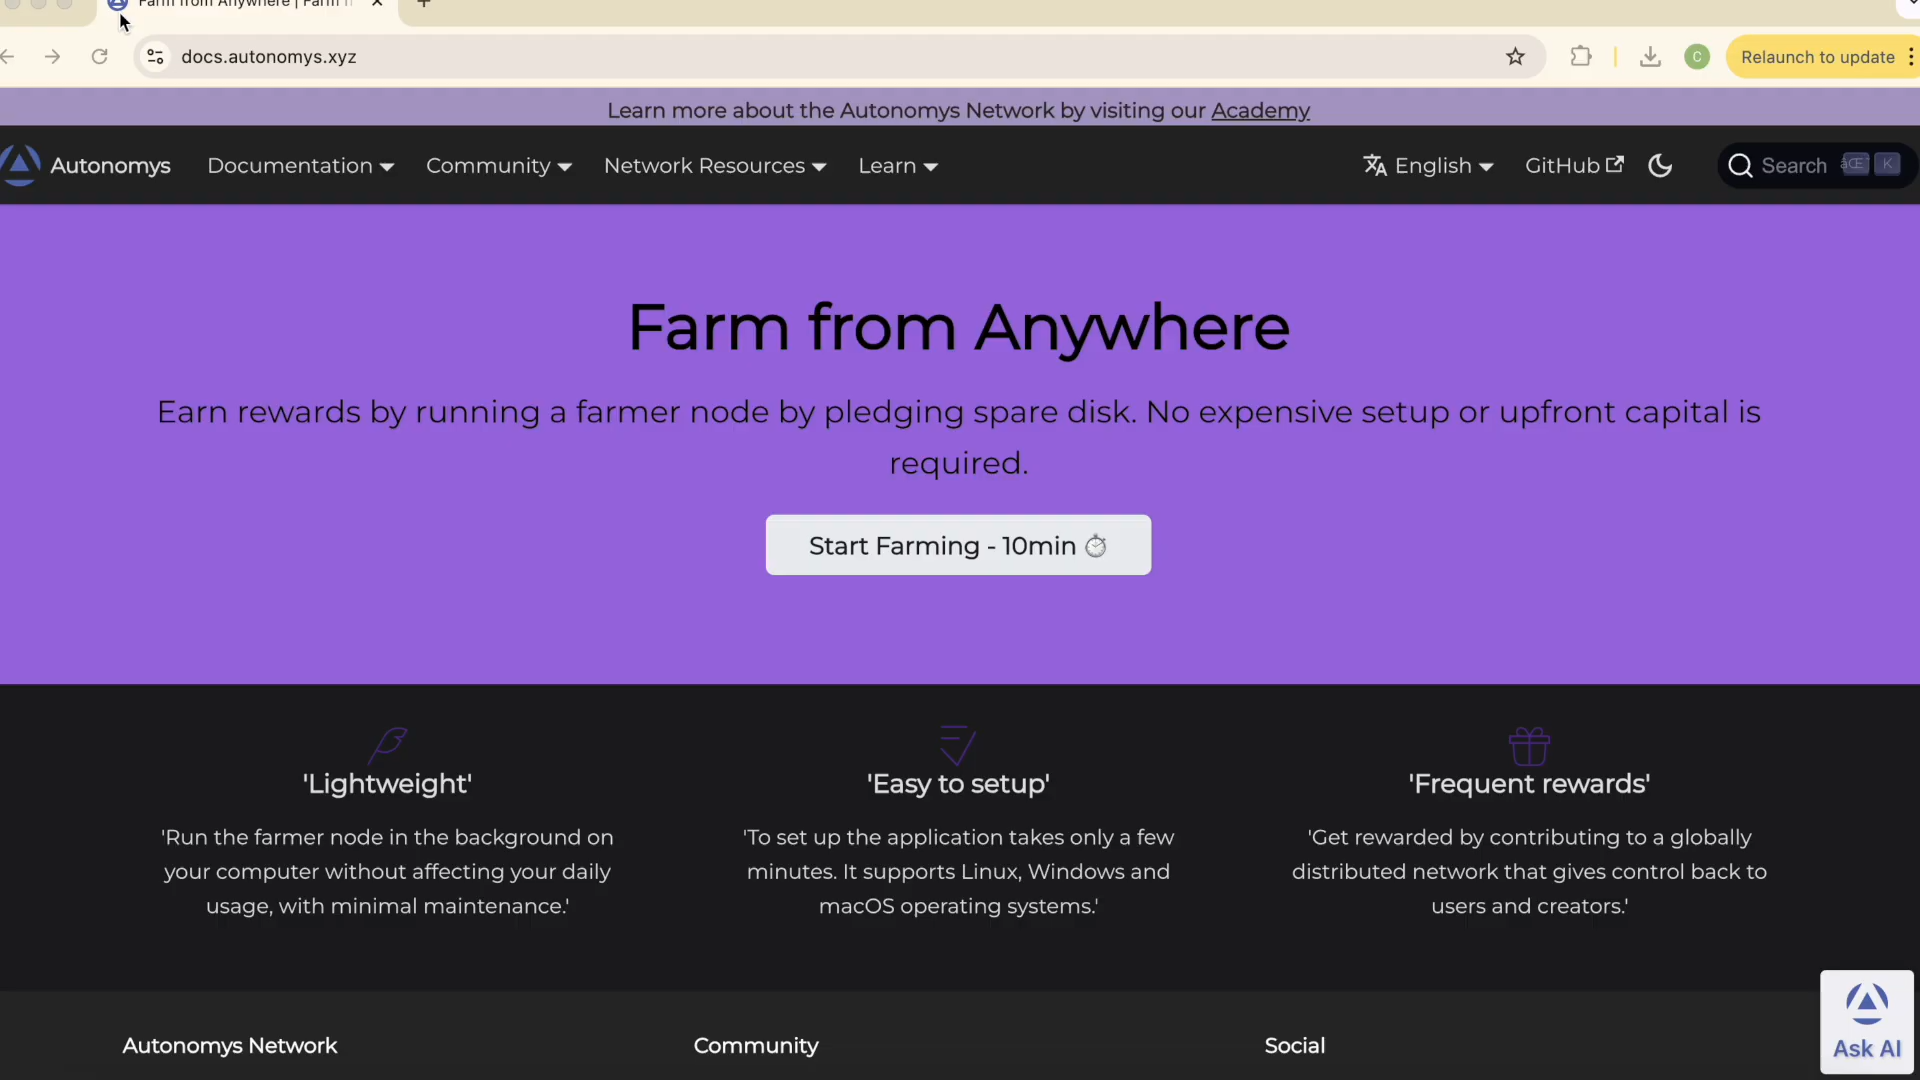 Farm from Anywhere | Farm
docs.autonomys.xyz
C
Relaunch to update
Learn more about the Autonomys Network by visiting our Academy
Autonomys
Documentation
Community
Network Resources
Learn
English
GitHub
Search
âŒ
K
Farm from Anywhere
Earn rewards by running a farmer node by pledging spare disk. No expensive setup or upfront capital is
required.
Start Farming - 10min
'Lightweight'
'Run the farmer node in the background on
your computer without affecting your daily
usage, with minimal maintenance.'
'Easy to setup'
'To set up the application takes only a few
minutes. It supports Linux, Windows and
macOS operating systems.'
'Frequent rewards'
'Get rewarded by contributing to a globally
distributed network that gives control back to
users and creators.'
Autonomys Network
Community
Social
Ask AI